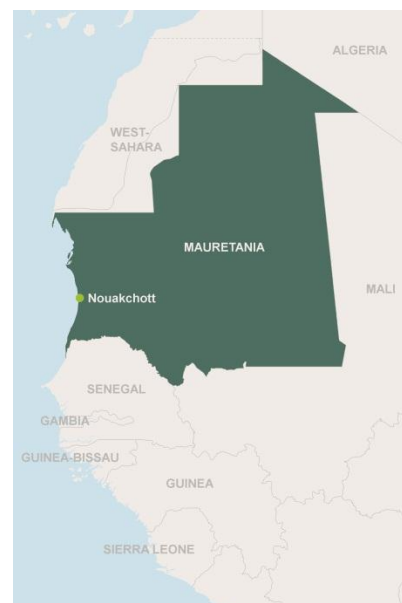 ALGERIA
WEST-
SAHARA
MAURETANIA
MALI
Nouakchott
SENEGAL
GAMBIA
GUINEA-BISSAU
GUINEA
SIERRA LEONE